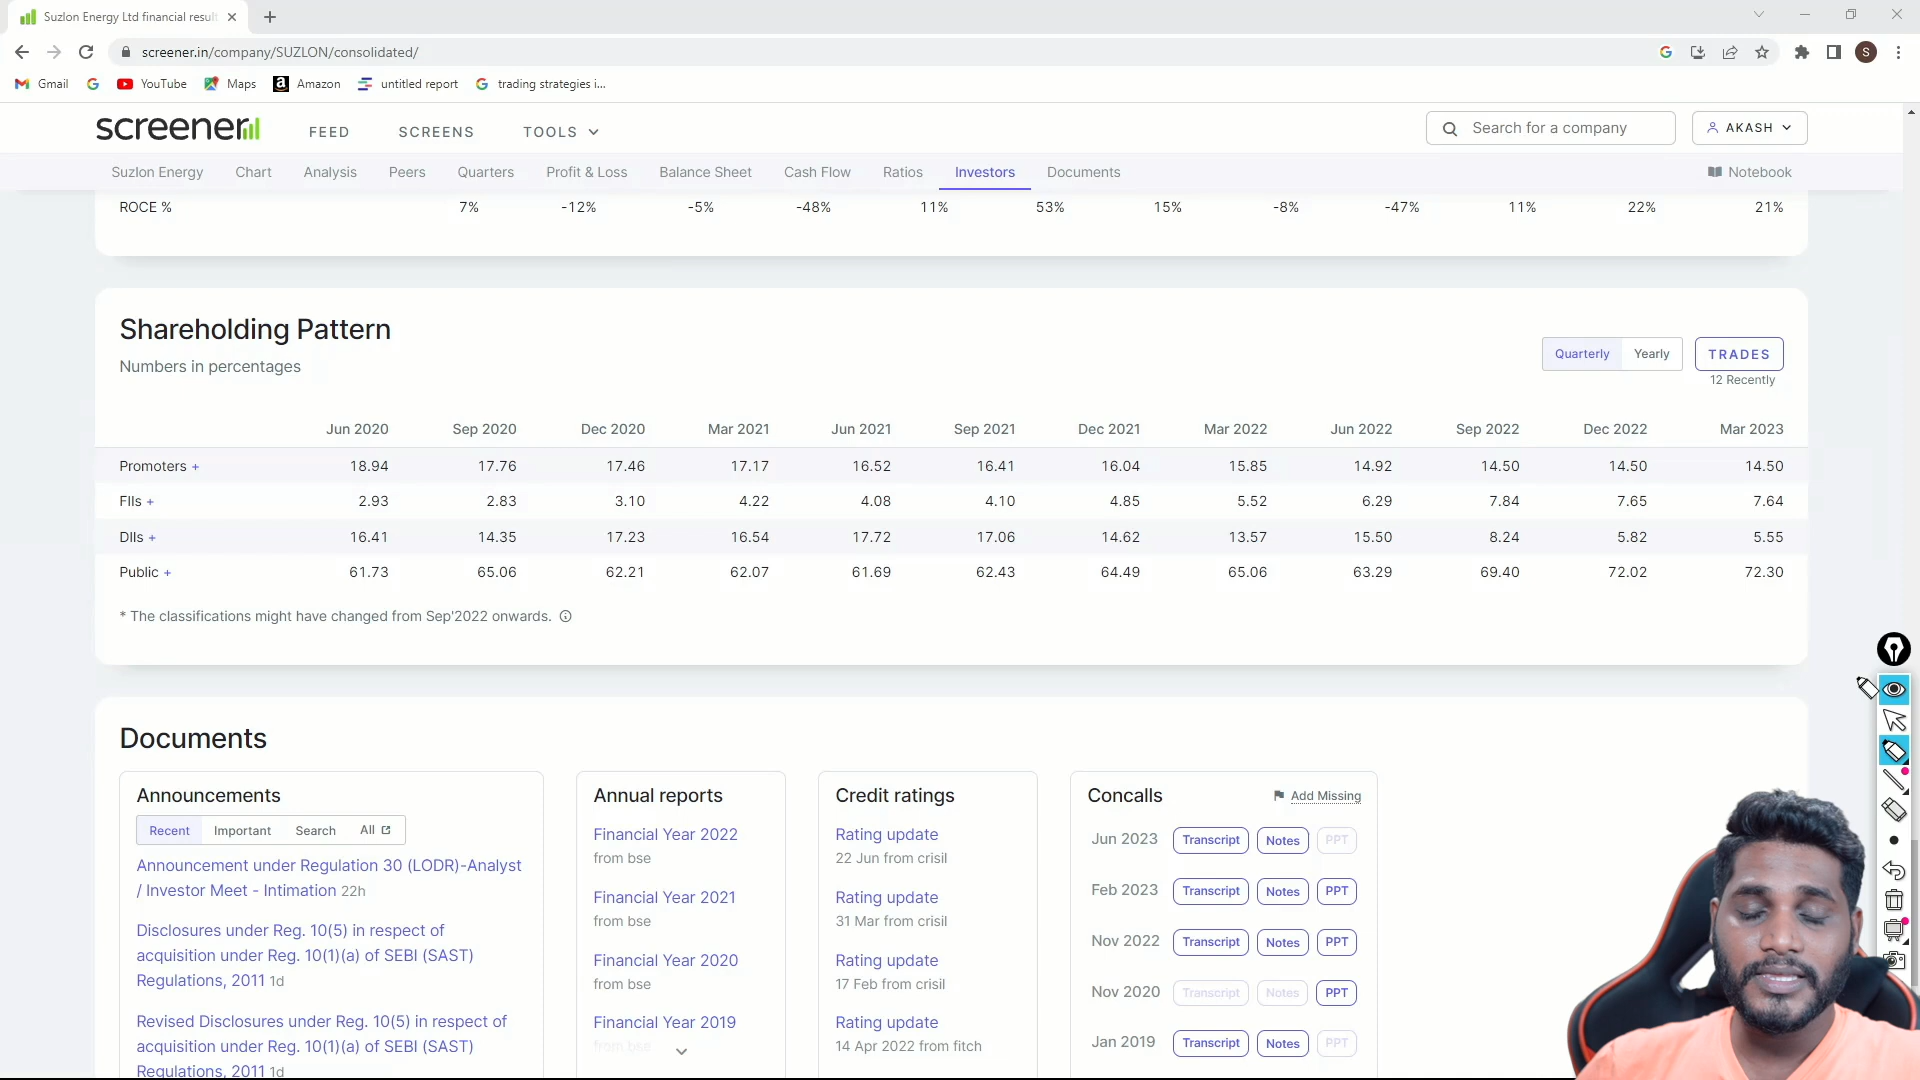 Suzlon Energy Ltd financial result
screener.in/company/SUZLON/consolidated/
S
Gmail
YouTube
Maps
Amazon
untitled report
trading strategies i...
screener
FEED
SCREENS
TOOLS
Search for a company
AKASH
Suzlon Energy Chart Analysis Peers Quarters Profit & Loss Balance Sheet Cash Flow Ratios Investors Documents Notebook
ROCE % 7% -12% -5% -48% 11% 53% 15% -8% -47% 11% 22% 21%
Shareholding Pattern
Numbers in percentages
Quarterly Yearly TRADES
12 Recently
Jun 2020 Sep 2020 Dec 2020 Mar 2021 Jun 2021 Sep 2021 Dec 2021 Mar 2022 Jun 2022 Sep 2022 Dec 2022 Mar 2023
Promoters + 18.94 17.76 17.46 17.17 16.52 16.41 16.04 15.85 14.92 14.50 14.50 14.50
FIIs + 2.93 2.83 3.10 4.22 4.08 4.10 4.85 5.52 6.29 7.84 7.65 7.64
DIIs + 16.41 14.35 17.23 16.54 17.72 17.06 14.62 13.57 15.50 8.24 5.82 5.55
Public + 61.73 65.06 62.21 62.07 61.69 62.43 64.49 65.06 63.29 69.40 72.02 72.30
* The classifications might have changed from Sep'2022 onwards.
Documents
Announcements
Recent Important Search All
Announcement under Regulation 30 (LODR)-Analyst
/ Investor Meet - Intimation 22h
Disclosures under Reg. 10(5) in respect of
acquisition under Reg. 10(1)(a) of SEBI (SAST)
Regulations, 2011 1d
Revised Disclosures under Reg. 10(5) in respect of
acquisition under Reg. 10(1)(a) of SEBI (SAST)
Regulations, 2011 1d
Annual reports
Financial Year 2022
from bse
Financial Year 2021
from bse
Financial Year 2020
from bse
Financial Year 2019
from bse
Credit ratings
Rating update
22 Jun from crisil
Rating update
31 Mar from crisil
Rating update
17 Feb from crisil
Rating update
14 Apr 2022 from fitch
Concalls
Add Missing
Jun 2023 Transcript Notes PPT
Feb 2023 Transcript Notes PPT
Nov 2022 Transcript Notes PPT
Nov 2020 Transcript Notes PPT
Jan 2019 Transcript Notes PPT